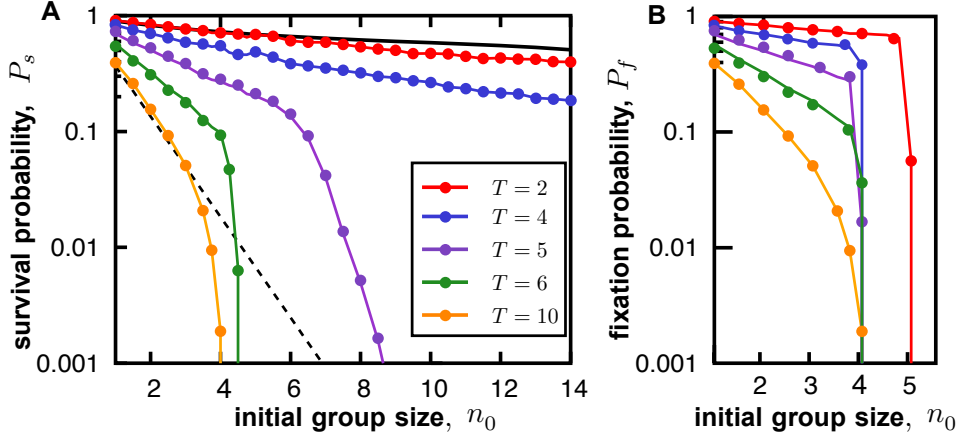 A
survival probability, P_s
1
0.1
0.01
0.001
2
4
6
8
10
12
14
initial group size, n_0
T = 2
T = 4
T = 5
T = 6
T = 10
B
fixation probability, P_f
1
0.1
0.01
0.001
2
3
4
5
initial group size, n_0